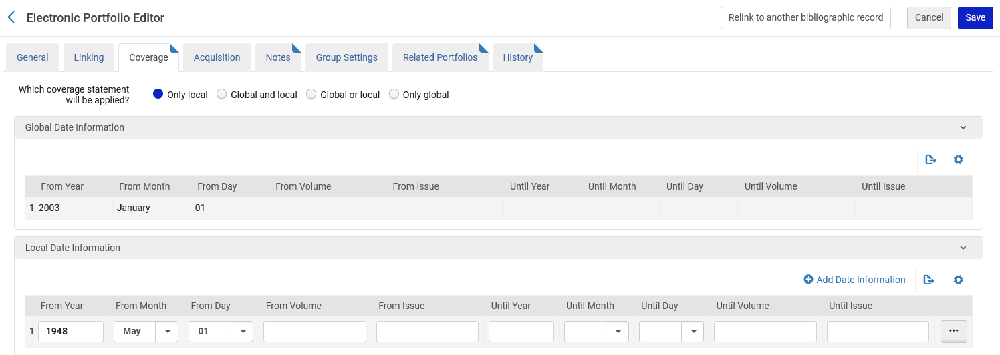 Electronic Portfolio Editor
Relink to another bibliographic record
Cancel
Save
General
Linking
Coverage
Acquisition
Notes
Group Settings
Related Portfolios
History
Which coverage statement
will be applied?
Only local
Global and local
Global or local
Only global
Global Date Information
From Year From Month From Day From Volume From Issue Until Year Until Month Until Day Until Volume Until Issue
1 2003 January 01 - - - - - - -
Local Date Information
Add Date Information
From Year From Month From Day From Volume From Issue Until Year Until Month Until Day Until Volume Until Issue
1 1948 May 01